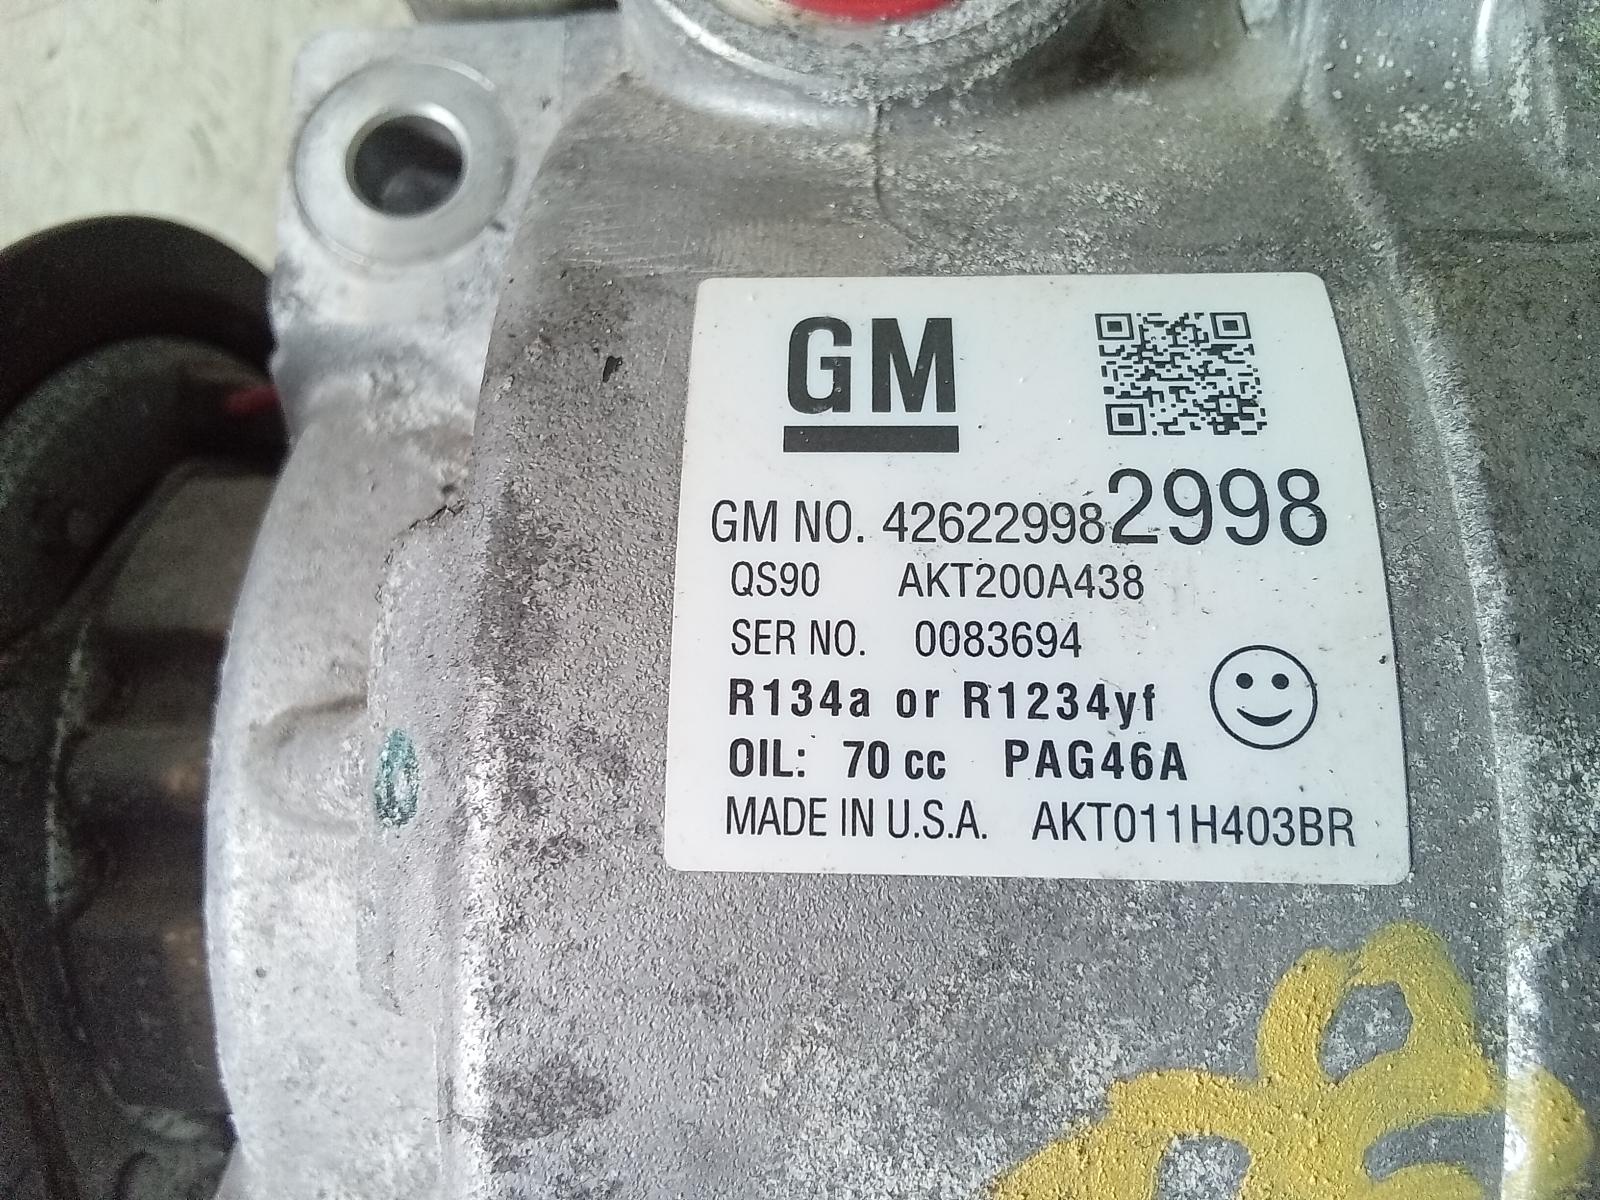 GM
GM NO. 42622998 2998
QS90 AKT200A438
SER NO. 0083694
R134a or R1234yf
OIL: 70 cc PAG46A
MADE IN U.S.A. AKT011H403BR